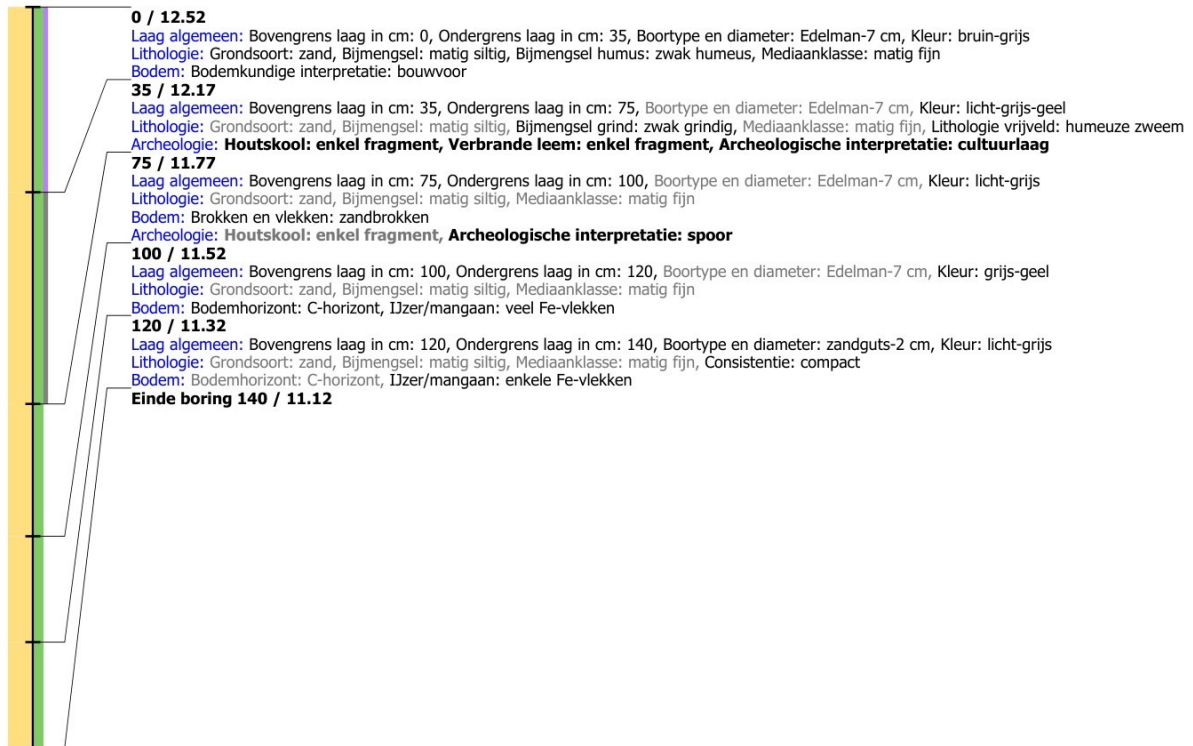 0 / 12.52
Laag algemeen: Bovengrens laag in cm: 0, Ondergrens laag in cm: 35, Boortype en diameter: Edelman-7 cm, Kleur: bruin-grijs
Lithologie: Grondsoort: zand, Bijmengsel: matig siltig, Bijmengsel humus: zwak humeus, Mediaanklasse: matig fijn
Bodem: Bodemkundige interpretatie: bouwvoor
35 / 12.17
Laag algemeen: Bovengrens laag in cm: 35, Ondergrens laag in cm: 75, Boortype en diameter: Edelman-7 cm, Kleur: licht-grijs-geel
Lithologie: Grondsoort: zand, Bijmengsel: matig siltig, Bijmengsel grind: zwak grindig, Mediaanklasse: matig fijn, Lithologie vrijveld: humeuze zweem
Archeologie: Houtskool: enkel fragment, Verbrande leem: enkel fragment, Archeologische interpretatie: cultuurlaag
75 / 11.77
Laag algemeen: Bovengrens laag in cm: 75, Ondergrens laag in cm: 100, Boortype en diameter: Edelman-7 cm, Kleur: licht-grijs
Lithologie: Grondsoort: zand, Bijmengsel: matig siltig, Mediaanklasse: matig fijn
Bodem: Brokken en vlekken: zandbrokken
Archeologie: Houtskool: enkel fragment, Archeologische interpretatie: spoor
100 / 11.52
Laag algemeen: Bovengrens laag in cm: 100, Ondergrens laag in cm: 120, Boortype en diameter: Edelman-7 cm, Kleur: grijs-geel
Lithologie: Grondsoort: zand, Bijmengsel: matig siltig, Mediaanklasse: matig fijn
Bodem: Bodemhorizont: C-horizont, IJzer/mangaan: veel Fe-vlekken
120 / 11.32
Laag algemeen: Bovengrens laag in cm: 120, Ondergrens laag in cm: 140, Boortype en diameter: zandguts-2 cm, Kleur: licht-grijs
Lithologie: Grondsoort: zand, Bijmengsel: matig siltig, Mediaanklasse: matig fijn, Consistentie: compact
Bodem: Bodemhorizont: C-horizont, IJzer/mangaan: enkele Fe-vlekken
Einde boring 140 / 11.12